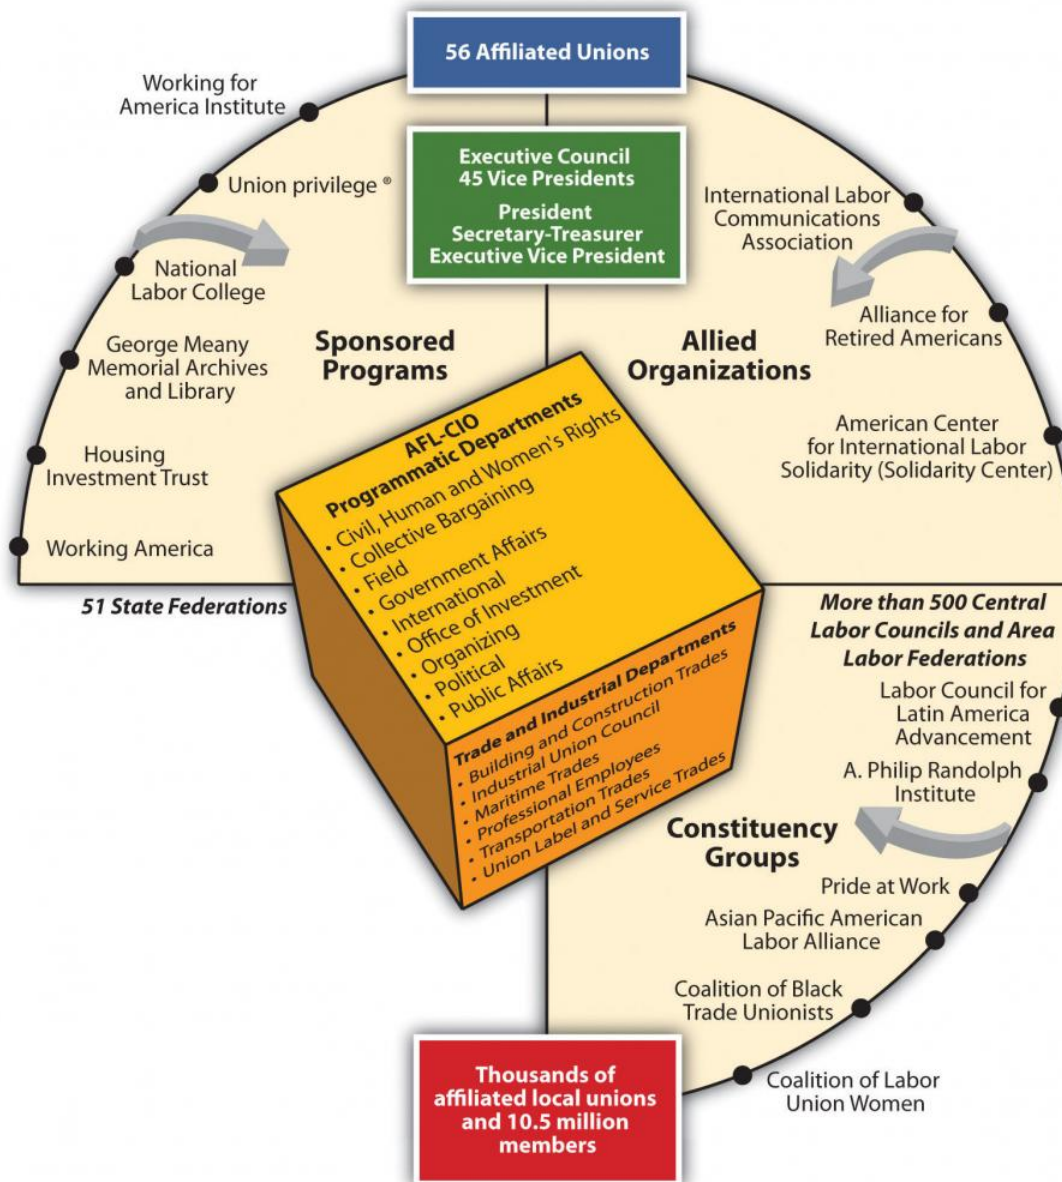 56 Affiliated Unions
Executive Council
45 Vice Presidents
President
Secretary-Treasurer
Executive Vice President
Working for
America Institute
Union privilege ®
National
Labor College
George Meany
Memorial Archives
and Library
Housing
Investment Trust
Working America
Sponsored
Programs
International Labor
Communications
Association
Alliance for
Retired Americans
American Center
for International Labor
Solidarity (Solidarity Center)
Allied
Organizations
AFL-CIO
Programmatic Departments
• Civil, Human and Women's Rights
• Collective Bargaining
• Field
• Government Affairs
• International
• Office of Investment
• Organizing
• Political
• Public Affairs
Trade and Industrial Departments
• Building and Construction Trades
• Industrial Union Council
• Maritime Trades
• Professional Employees
• Transportation Trades
• Union Label and Service Trades
51 State Federations
More than 500 Central
Labor Councils and Area
Labor Federations
Labor Council for
Latin America
Advancement
A. Philip Randolph
Institute
Constituency
Groups
Pride at Work
Asian Pacific American
Labor Alliance
Coalition of Black
Trade Unionists
Coalition of Labor
Union Women
Thousands of
affiliated local unions
and 10.5 million
members